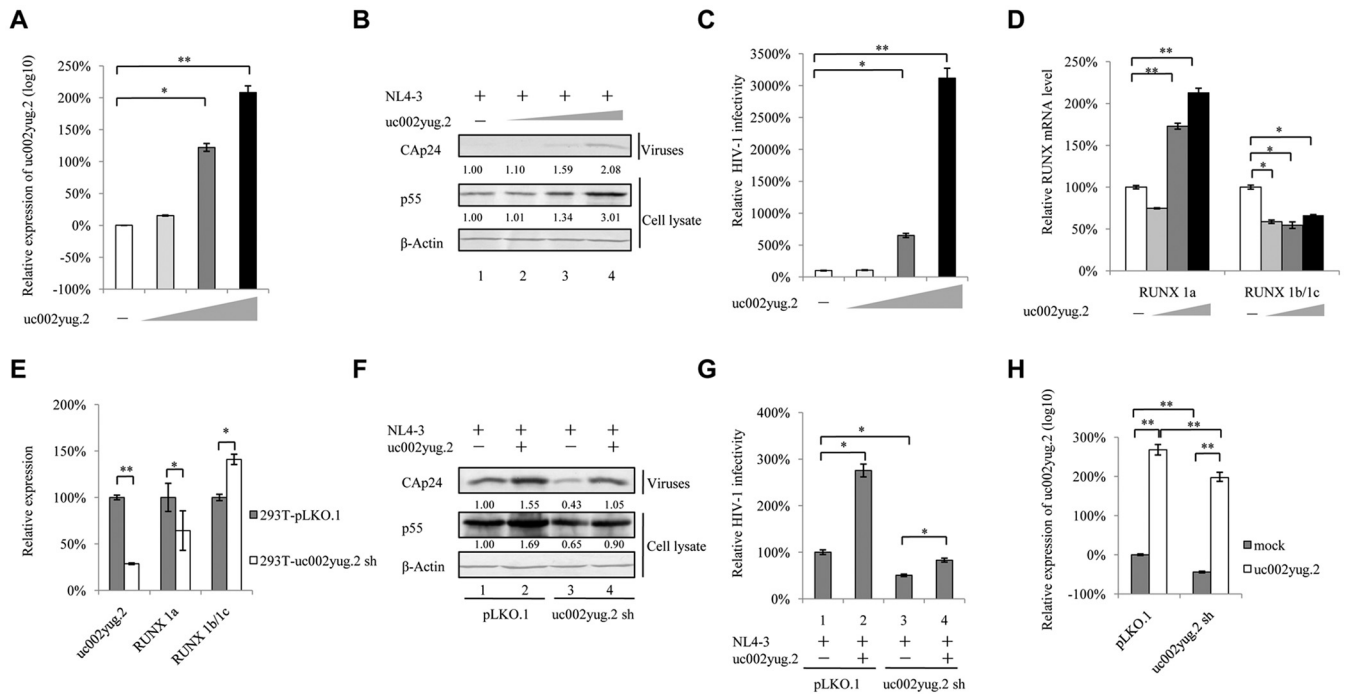 A
Relative expression of uc002yug.2 (log10)
250%
200%
150%
100%
50%
0%
-50%
-100%
*
**
–
uc002yug.2
B
NL4-3 + + + +
uc002yug.2 –
CAp24
1.00 1.10 1.59 2.08
Viruses
p55
1.00 1.01 1.34 3.01
Cell lysate
β-Actin
1 2 3 4
C
Relative HIV-1 infectivity
3500%
3000%
2500%
2000%
1500%
1000%
500%
0%
**
*
uc002yug.2 –
D
Relative RUNX mRNA level
250%
200%
150%
100%
50%
0%
**
**
*
*
*
RUNX 1a RUNX 1b/1c
uc002yug.2 – –
E
Relative expression
200%
150%
100%
50%
0%
**
*
*
293T-pLKO.1
293T-uc002yug.2 sh
uc002yug.2
RUNX 1a
RUNX 1b/1c
F
NL4-3 + + + +
uc002yug.2 – + – +
CAp24
1.00 1.55 0.43 1.05
Viruses
p55
1.00 1.69 0.65 0.90
Cell lysate
β-Actin
1 2 3 4
pLKO.1 uc002yug.2 sh
G
Relative HIV-1 infectivity
400%
300%
200%
100%
0%
*
*
*
1 2 3 4
NL4-3 + + + +
uc002yug.2 – + – +
pLKO.1 uc002yug.2 sh
H
Relative expression of uc002yug.2 (log10)
300%
200%
100%
0%
-100%
**
**
**
**
mock
uc002yug.2
pLKO.1
uc002yug.2 sh